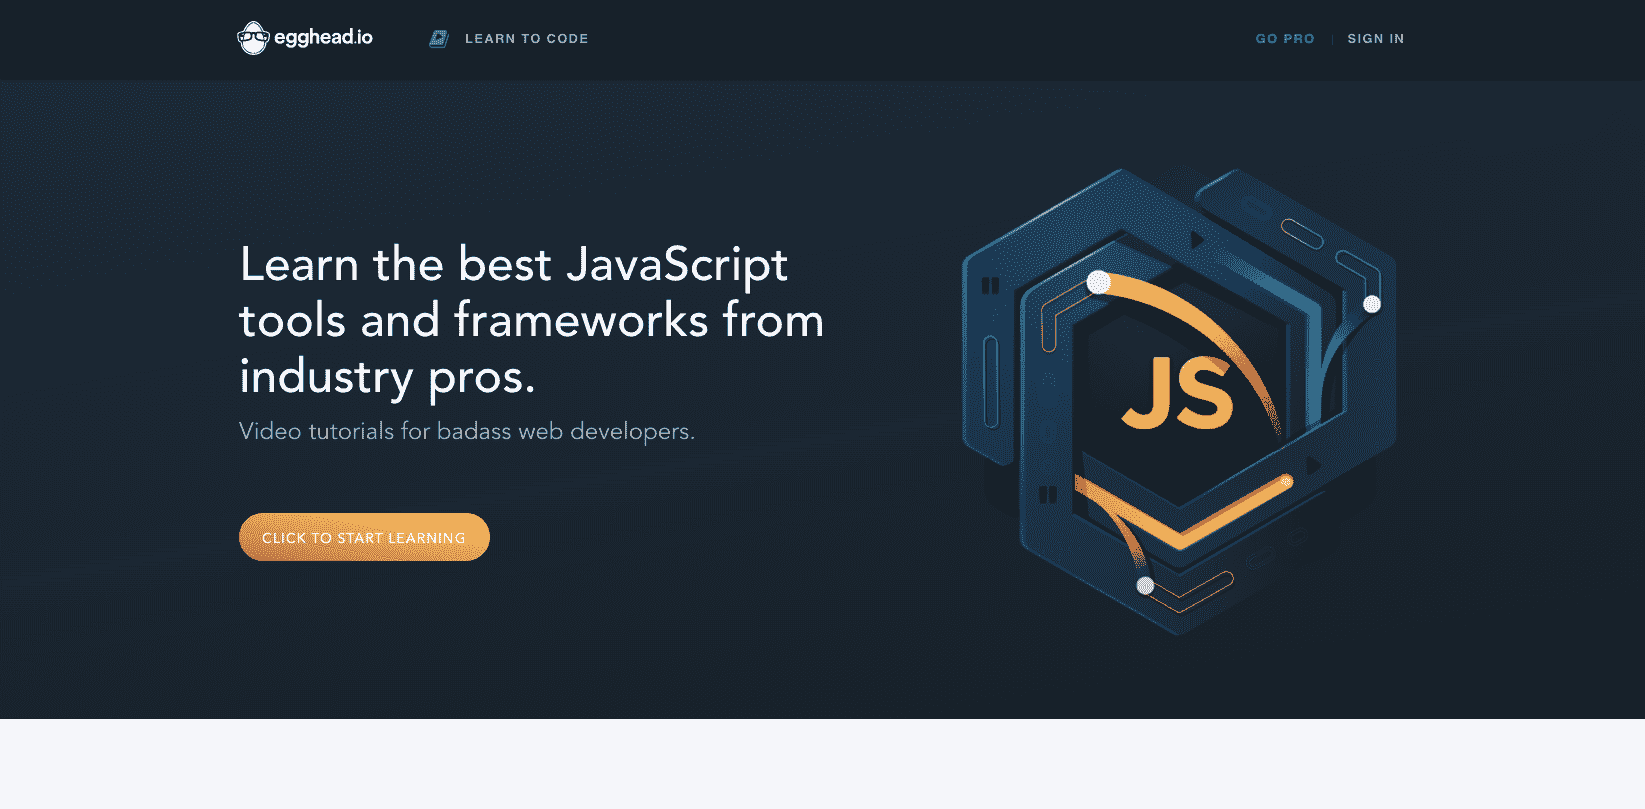 egghead.io
LEARN TO CODE
GO PRO
SIGN IN
Learn the best JavaScript
tools and frameworks from
industry pros.
Video tutorials for badass web developers.
CLICK TO START LEARNING
JS